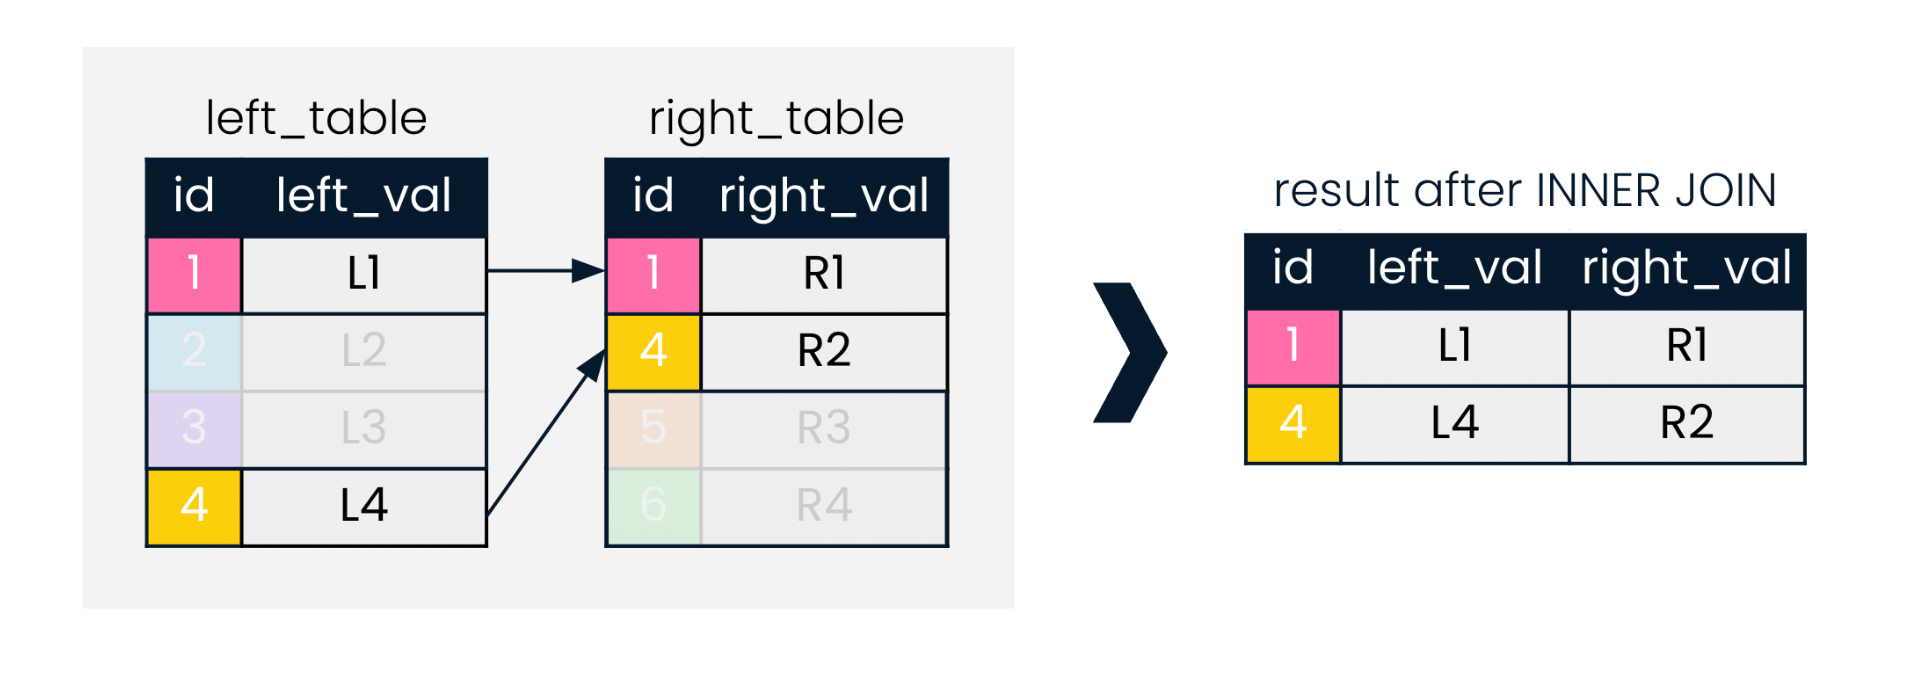 left_table
id left_val
1 L1
2 L2
3 L3
4 L4
right_table
id right_val
1 R1
4 R2
5 R3
6 R4
result after INNER JOIN
id left_val right_val
1 L1 R1
4 L4 R2